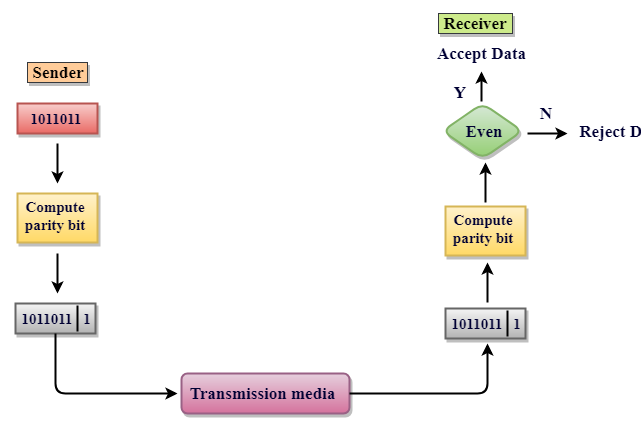 Receiver
Accept Data
Sender
Y
N
1011011
Even
Reject D
Compute
parity bit
Compute
parity bit
1011011 1
1011011 1
Transmission media